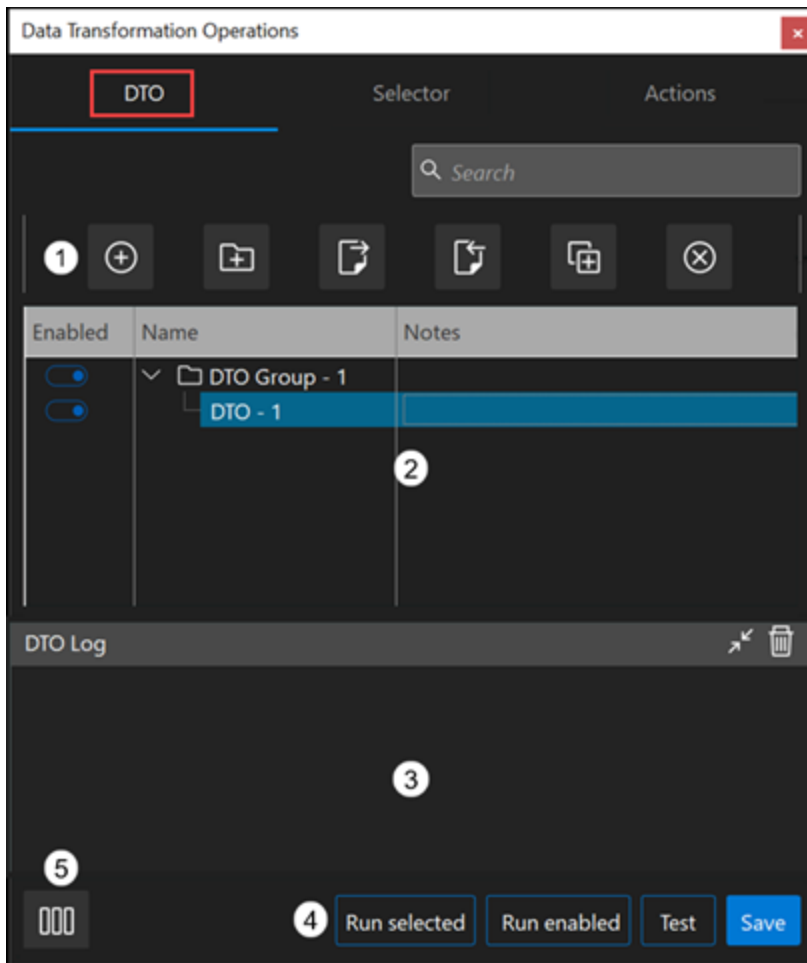 Data Transformation Operations
DTO Selector Actions
Search
1
Enabled Name Notes
DTO Group - 1
DTO - 1
2
DTO Log
3
5
4 Run selected Run enabled Test Save